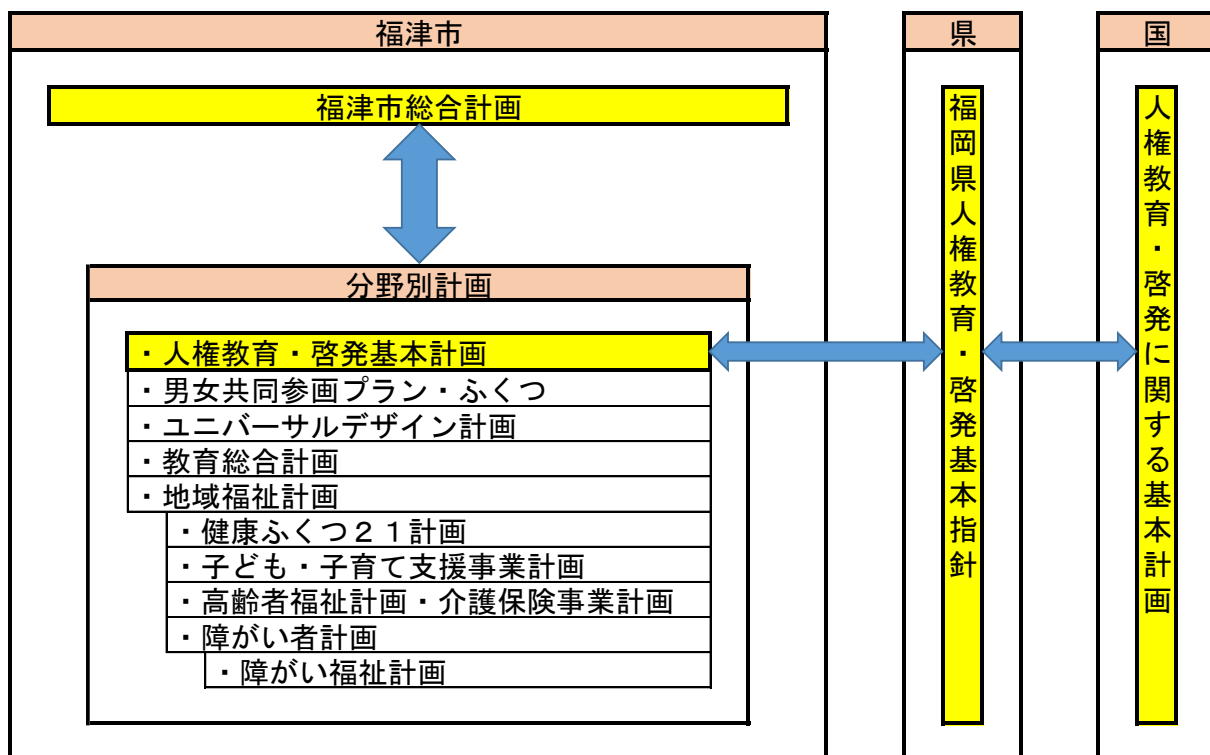 福津市
福津市総合計画
分野別計画
・人権教育・啓発基本計画
・男女共同参画プラン・ふくつ
・ユニバーサルデザイン計画
・教育総合計画
・地域福祉計画
・健康ふくつ２１計画
・子ども・子育て支援事業計画
・高齢者福祉計画・介護保険事業計画
・障がい者計画
・障がい福祉計画
県
福岡県人権教育・啓発基本指針
国
人権教育・啓発に関する基本計画